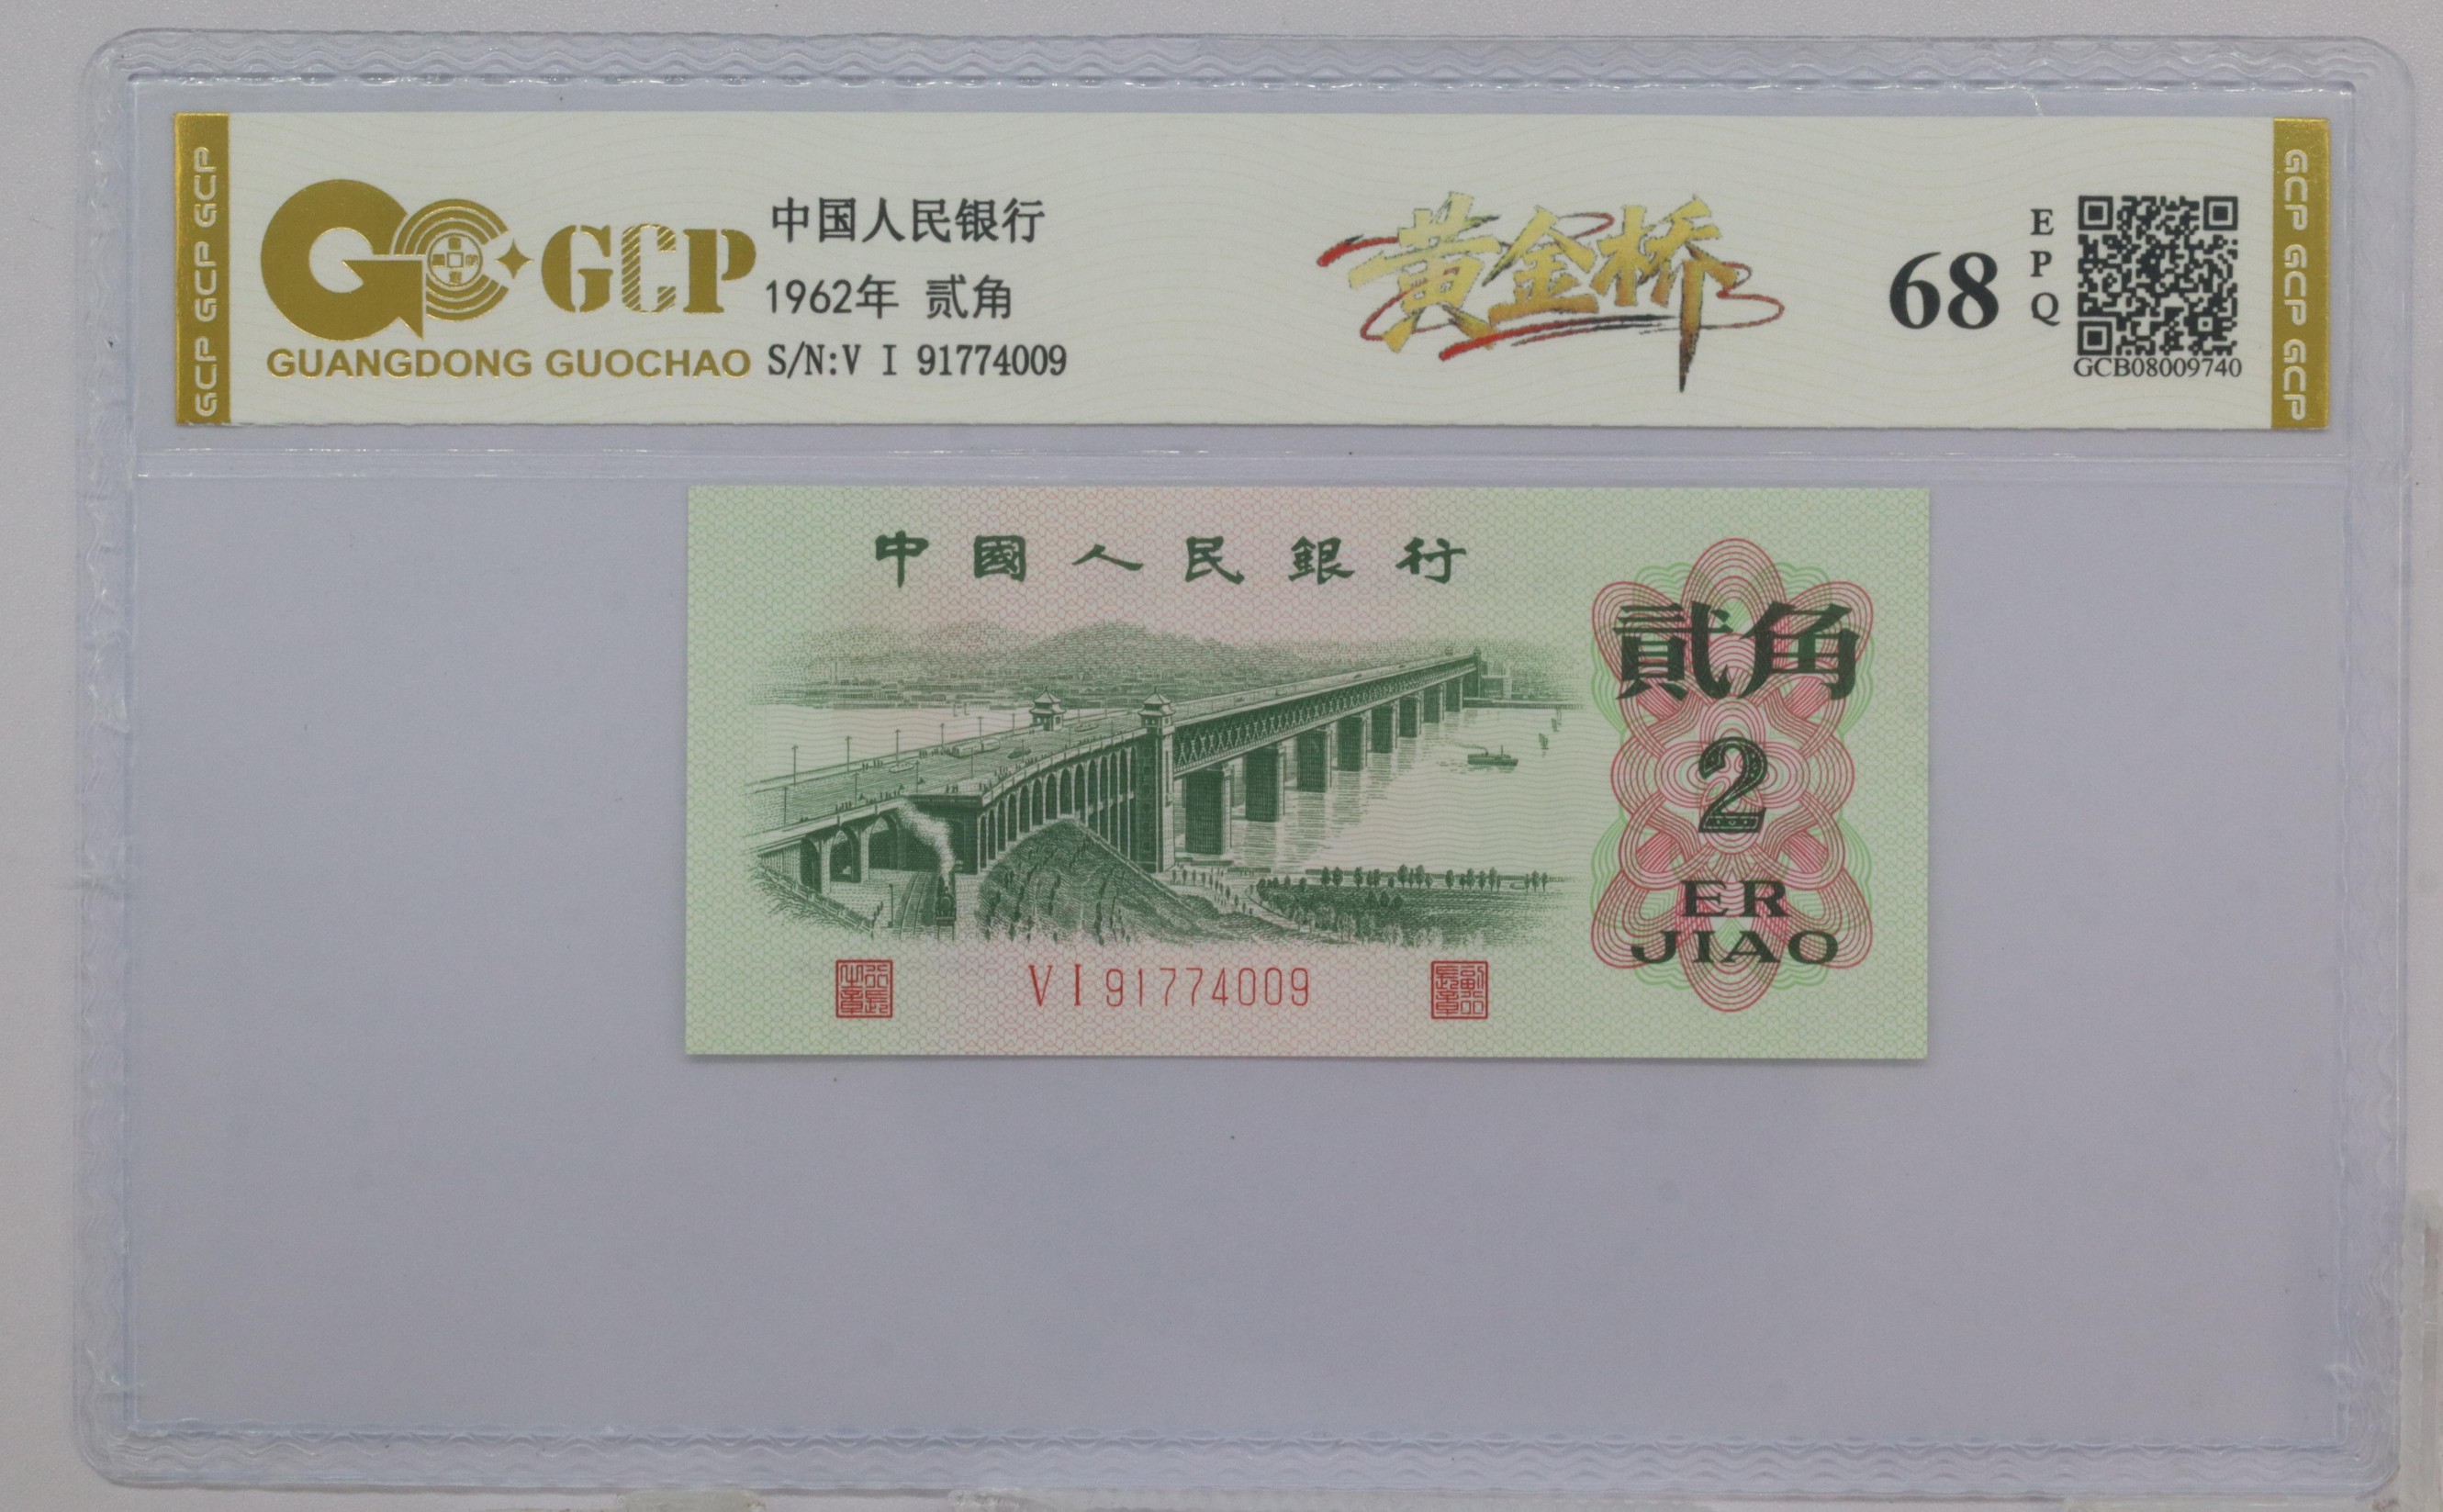 GCP GCP GCP
GCP
GUANGDONG GUOCHAO
中国人民银行
1962年 贰角
S/N:V I 91774009
黄金桥
68
EPQ
GCB08009740
GCP GCP GCP
中國人民銀行
貳角
2
ER
JIAO
VI91774009